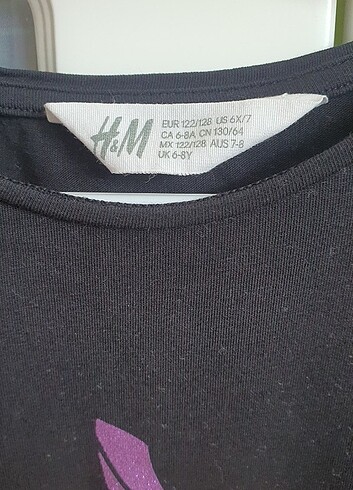 H&M
EUR 122/128 US 6X/7
CA 6-8A CN 130/64
MX 122/128 AUS 7-8
UK 6-8Y